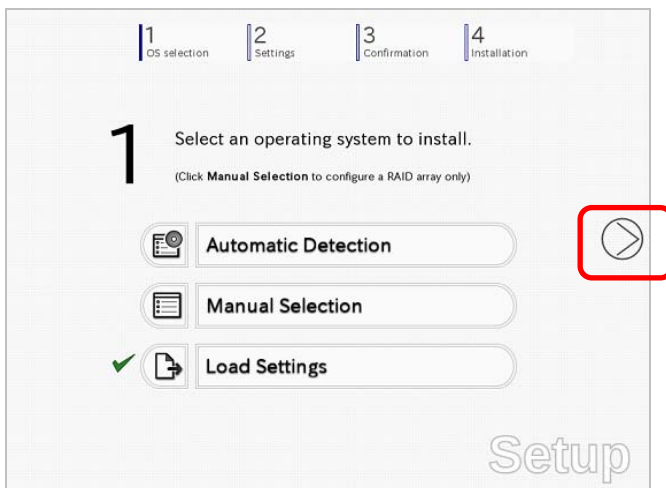 1 2 3 4
OS selection Settings Confirmation Installation
1 Select an operating system to install.
(Click Manual Selection to configure a RAID array only)
Automatic Detection
Manual Selection
Load Settings
Setup